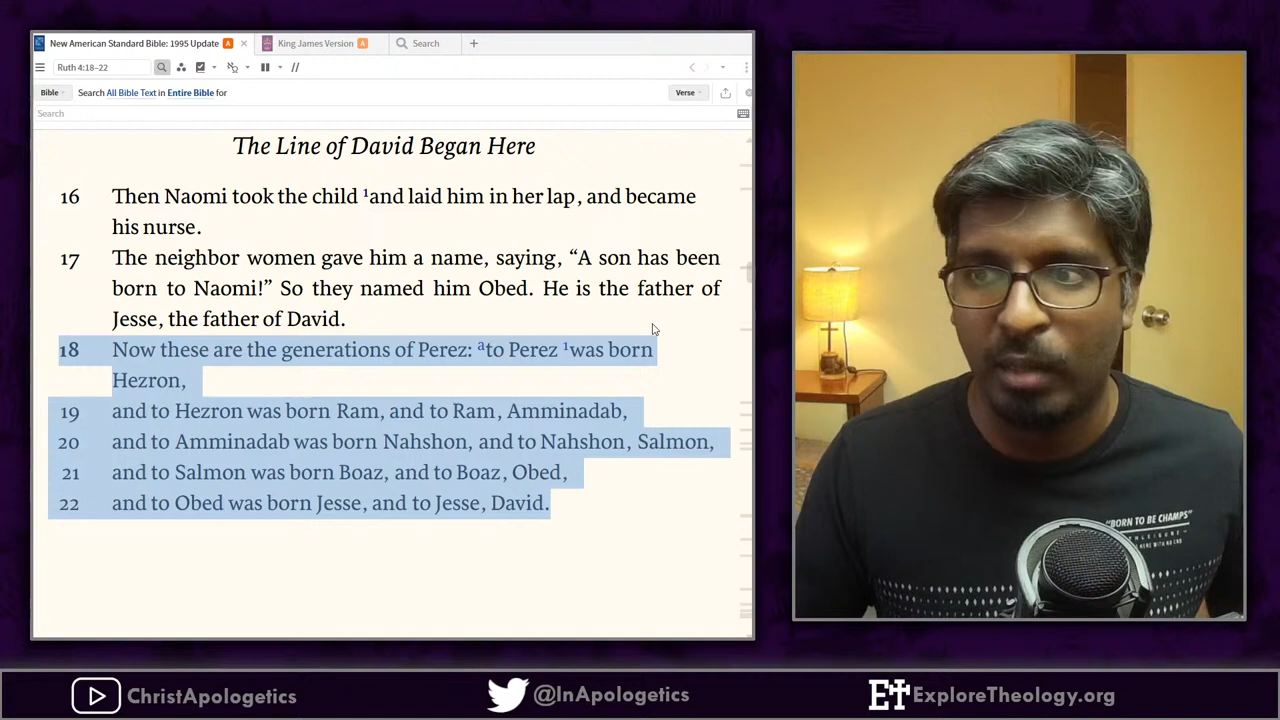 New American Standard Bible: 1995 Update A × King James Version A Search +
Ruth 4:18–22
Bible Search All Bible Text in Entire Bible for Verse
Search
The Line of David Began Here
16 Then Naomi took the child ¹and laid him in her lap, and became
his nurse.
17 The neighbor women gave him a name, saying, “A son has been
born to Naomi!” So they named him Obed. He is the father of
Jesse, the father of David.
18 Now these are the generations of Perez: ᵃto Perez ¹was born
Hezron,
19 and to Hezron was born Ram, and to Ram, Amminadab,
20 and to Amminadab was born Nahshon, and to Nahshon, Salmon,
21 and to Salmon was born Boaz, and to Boaz, Obed,
22 and to Obed was born Jesse, and to Jesse, David.
"BORN TO BE CHAMPS"
ChristApologetics @InApologetics ET ExploreTheology.org